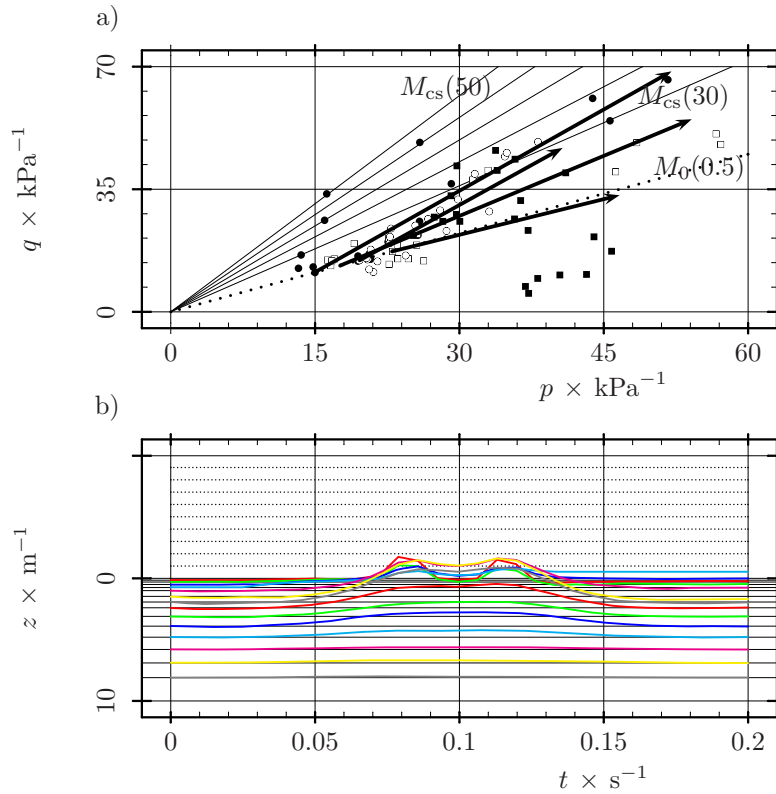 a)
70
35
0
q × kPa⁻¹
M_cs(50)
M_cs(30)
M_0(0.5)
0
15
30
45
60
p × kPa⁻¹
b)
0
10
z × m⁻¹
0
0.05
0.1
0.15
0.2
t × s⁻¹